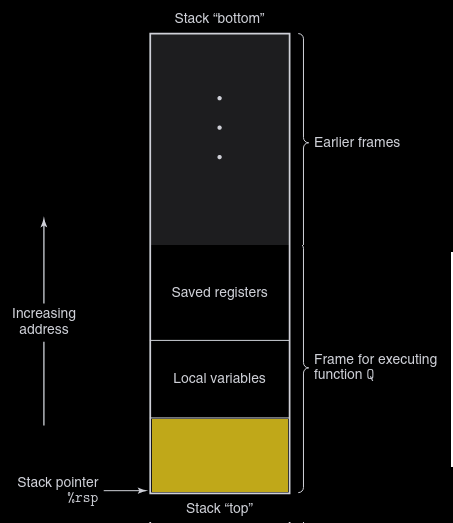 Stack “bottom”
Earlier frames
Saved registers
Increasing
address
Local variables
Frame for executing
function Q
Stack pointer
%rsp
Stack “top”